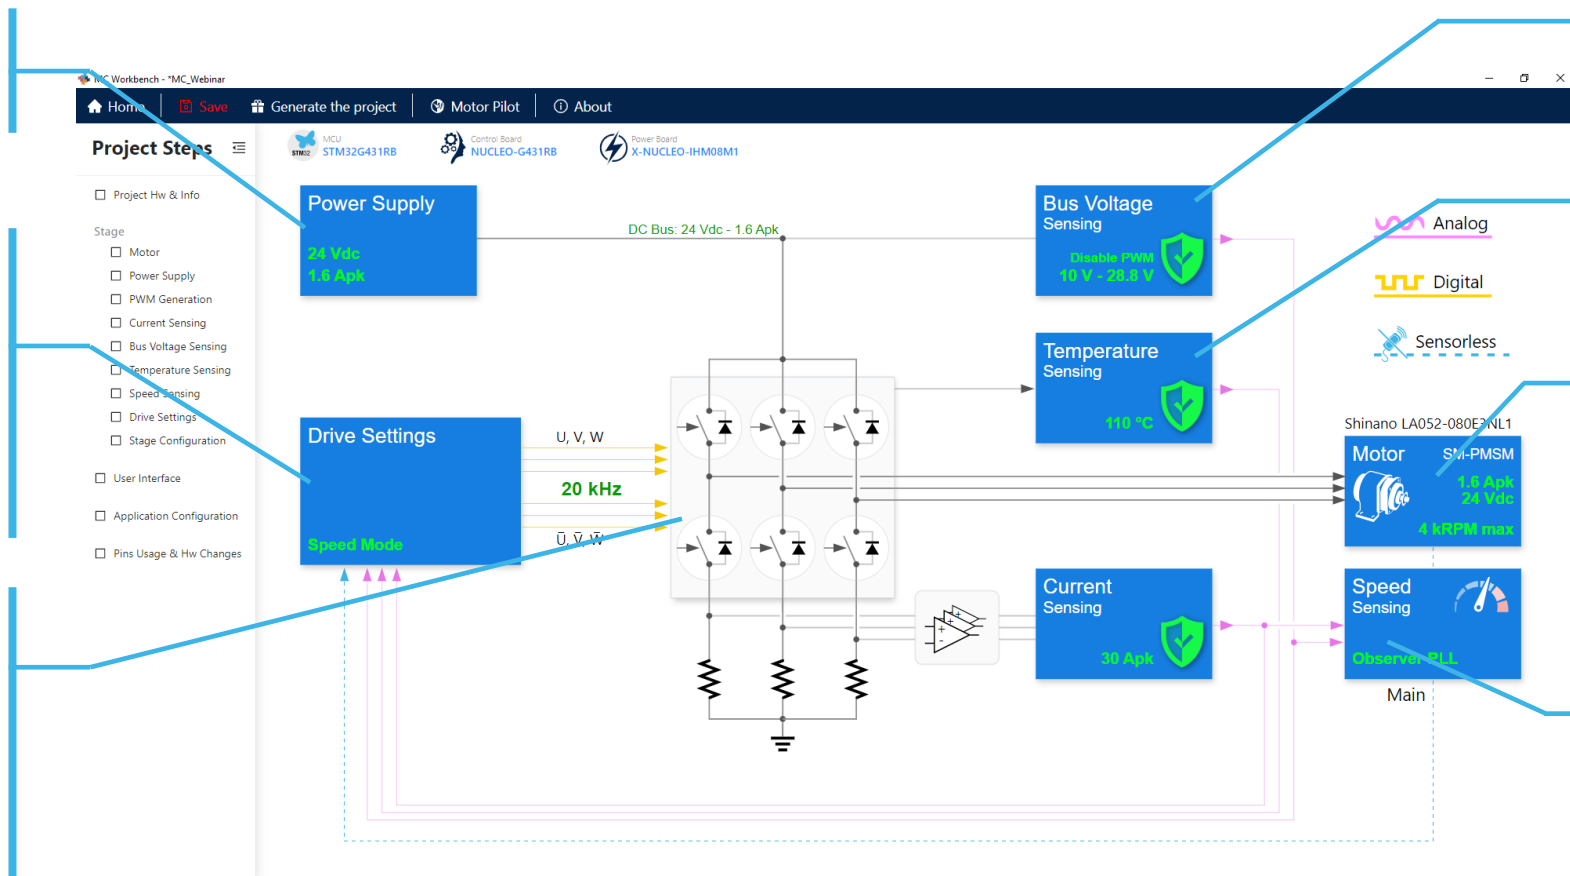 MC Workbench - *MC_Webinar
Home
Save
Generate the project
Motor Pilot
About
Project Steps
MCU
STM32G431RB
STM32
Control Board
NUCLEO-G431RB
Power Board
X-NUCLEO-IHM08M1
Project Hw & Info
Stage
Motor
Power Supply
PWM Generation
Current Sensing
Bus Voltage Sensing
Temperature Sensing
Speed Sensing
Drive Settings
Stage Configuration
User Interface
Application Configuration
Pins Usage & Hw Changes
Power Supply
24 Vdc
1.6 Apk
DC Bus: 24 Vdc - 1.6 Apk
Bus Voltage
Sensing
Disable PWM
10 V - 28.8 V
Analog
Digital
Sensorless
Temperature
Sensing
110 °C
Drive Settings
Speed Mode
U, V, W
20 kHz
U̅, V̅, W̅
Shinano LA052-080E3NL1
Motor
SM-PMSM
1.6 Apk
24 Vdc
4 kRPM max
Current
Sensing
30 Apk
Speed
Sensing
Observer PLL
Main